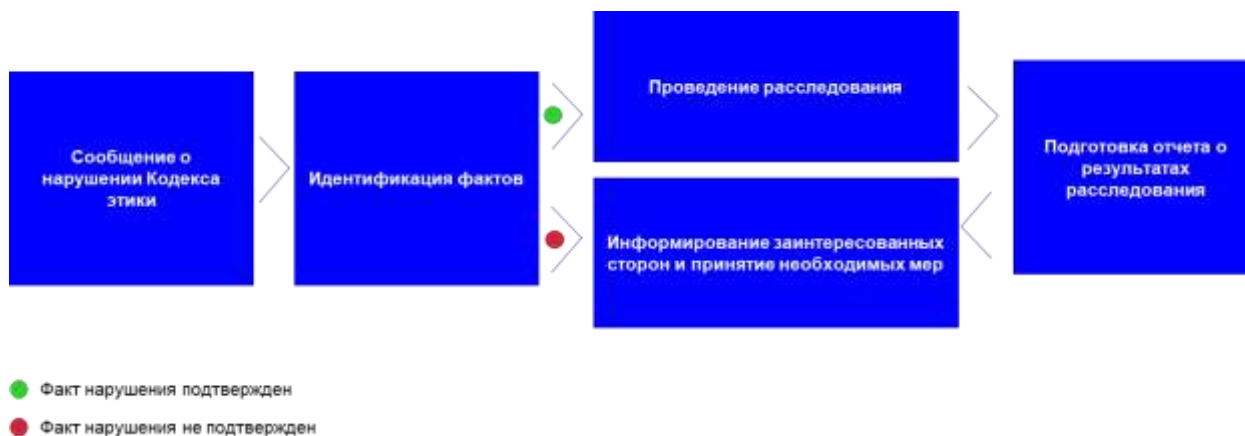 Сообщение о
нарушении Кодекса
этики
Идентификация фактов
Проведение расследования
Информирование заинтересованных
сторон и принятие необходимых мер
Подготовка отчета о
результатах
расследования
Факт нарушения подтвержден
Факт нарушения не подтвержден